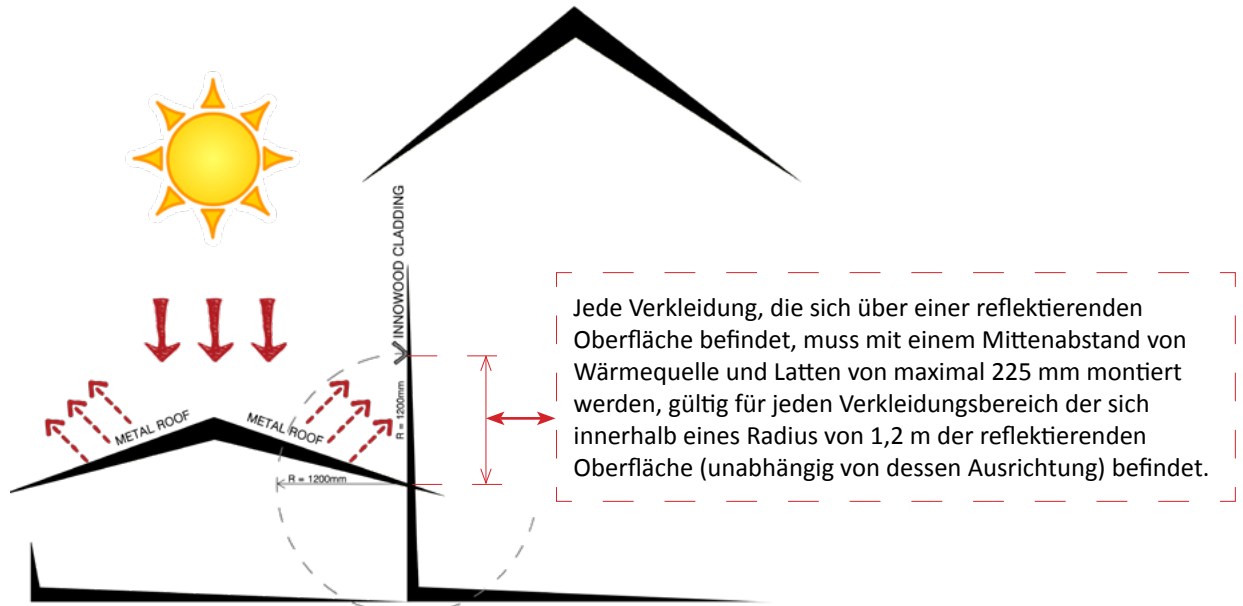 INNOWOOD CLADDING
Jede Verkleidung, die sich über einer reflektierenden
Oberfläche befindet, muss mit einem Mittenabstand von
Wärmequelle und Latten von maximal 225 mm montiert
werden, gültig für jeden Verkleidungsbereich der sich
innerhalb eines Radius von 1,2 m der reflektierenden
Oberfläche (unabhängig von dessen Ausrichtung) befindet.
METAL ROOF
METAL ROOF
R = 1200mm
R = 1200mm